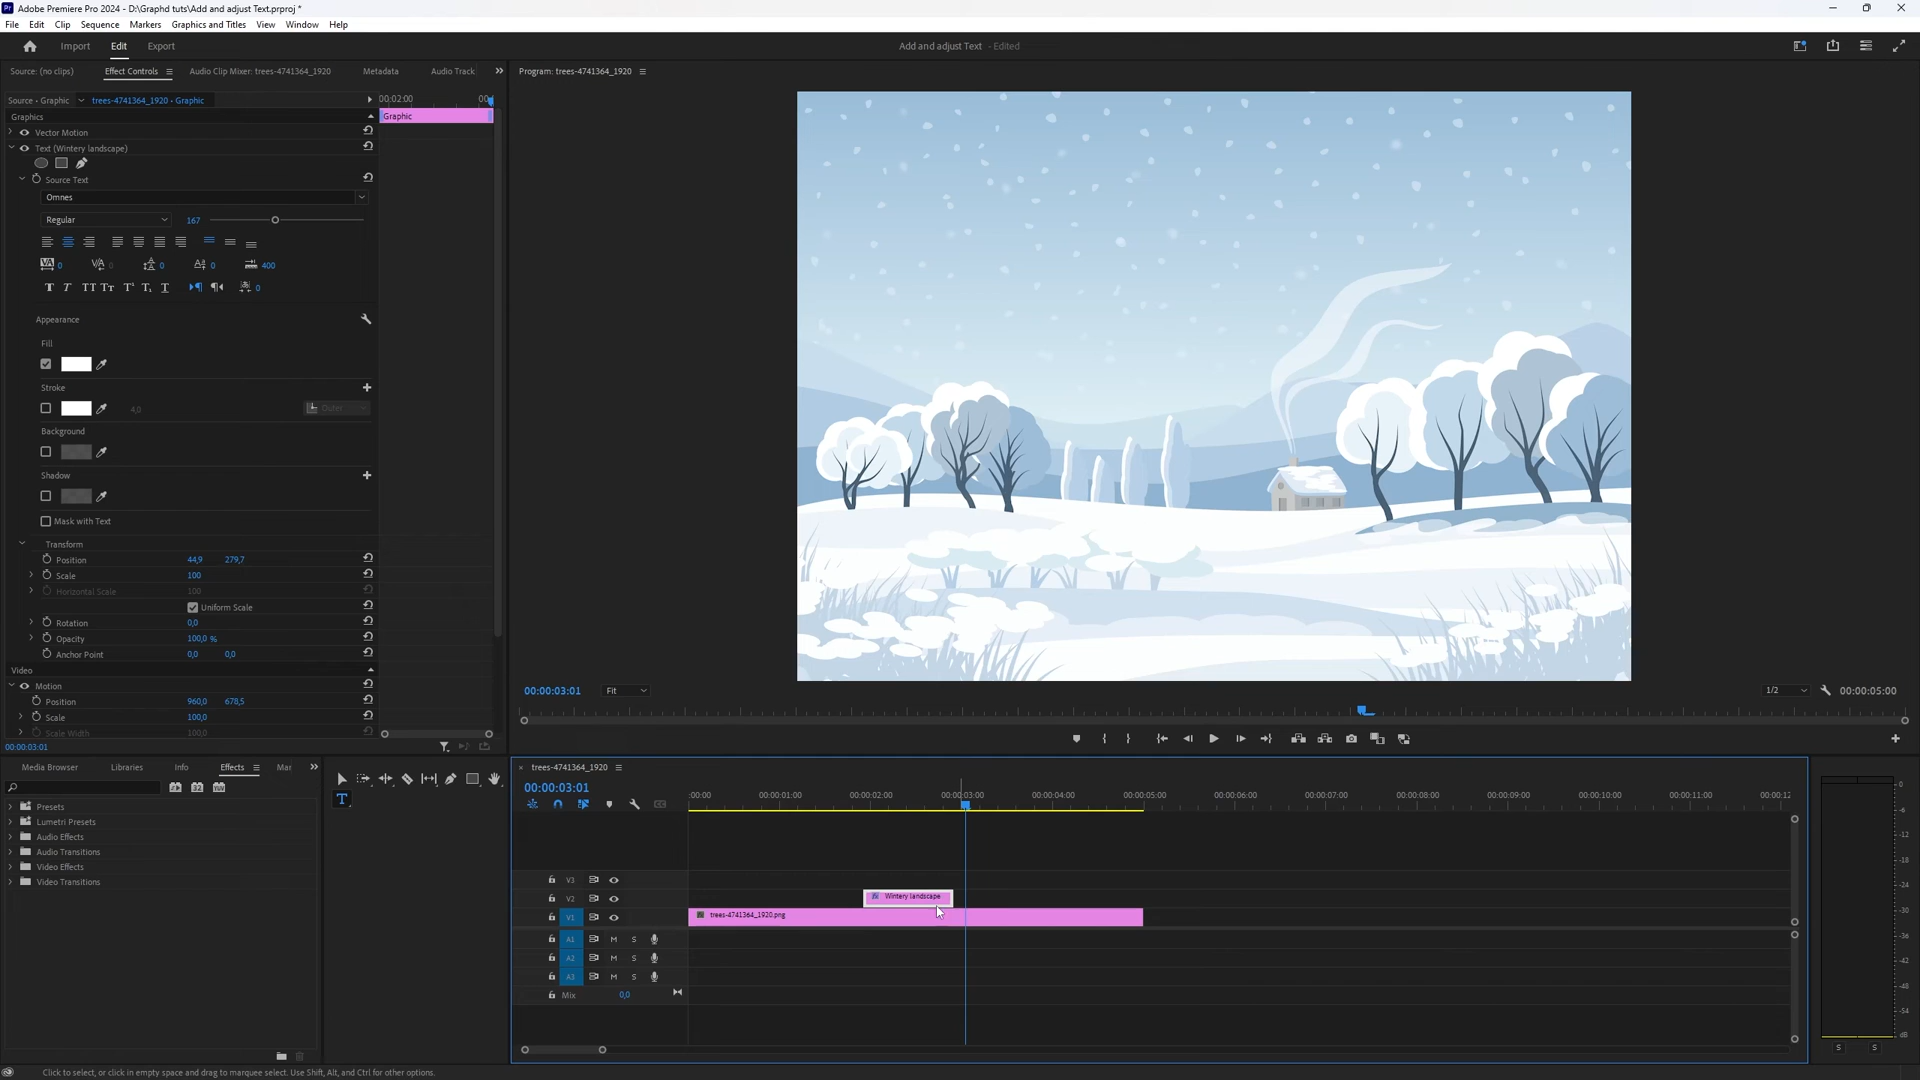 Adobe Premiere Pro 2024 - D:\Graphd tuts\Add and adjust Text.prproj *
File Edit Clip Sequence Markers Graphics and Titles View Window Help
Import Edit Export
Add and adjust Text - Edited
Source: (no clips) Effect Controls Audio Clip Mixer: trees-4741364_1920 Metadata Audio Track
Program: trees-4741364_1920
Source • Graphic trees-4741364_1920 - Graphic
00:02:00
Graphics
Graphic
Vector Motion
Text (Wintery landscape)
Source Text
Omnes
Regular 167
0 0 0 0 400
0
Appearance
Fill
Stroke
4,0 Outer
Background
Shadow
Mask with Text
Transform
Position 44,9 279,7
Scale 100
Horizontal Scale 100
Uniform Scale
Rotation 0,0
Opacity 100,0 %
Anchor Point 0,0 0,0
Video
Motion
Position 960,0 678,5
Scale 100,0
Scale Width 100,0
00:00:03:01
00:00:03:01 Fit 1/2 00:00:05:00
Media Browser Libraries Info Effects Mar
Presets
Lumetri Presets
Audio Effects
Audio Transitions
Video Effects
Video Transitions
trees-4741364_1920
00:00:03:01
:00:00 00:00:01:00 00:00:02:00 00:00:03:00 00:00:04:00 00:00:05:00 00:00:06:00 00:00:07:00 00:00:08:00 00:00:09:00 00:00:10:00 00:00:11:00 00:00:12
V3
V2 Wintery landscape
V1 trees-4741364_1920.png
A1 M S
A2 M S
A3 M S
Mix 0,0
0
-6
-12
-18
-24
-30
-36
-42
-48
-54
dB
S S
Click to select, or click in empty space and drag to marquee select. Use Shift, Alt, and Ctrl for other options.